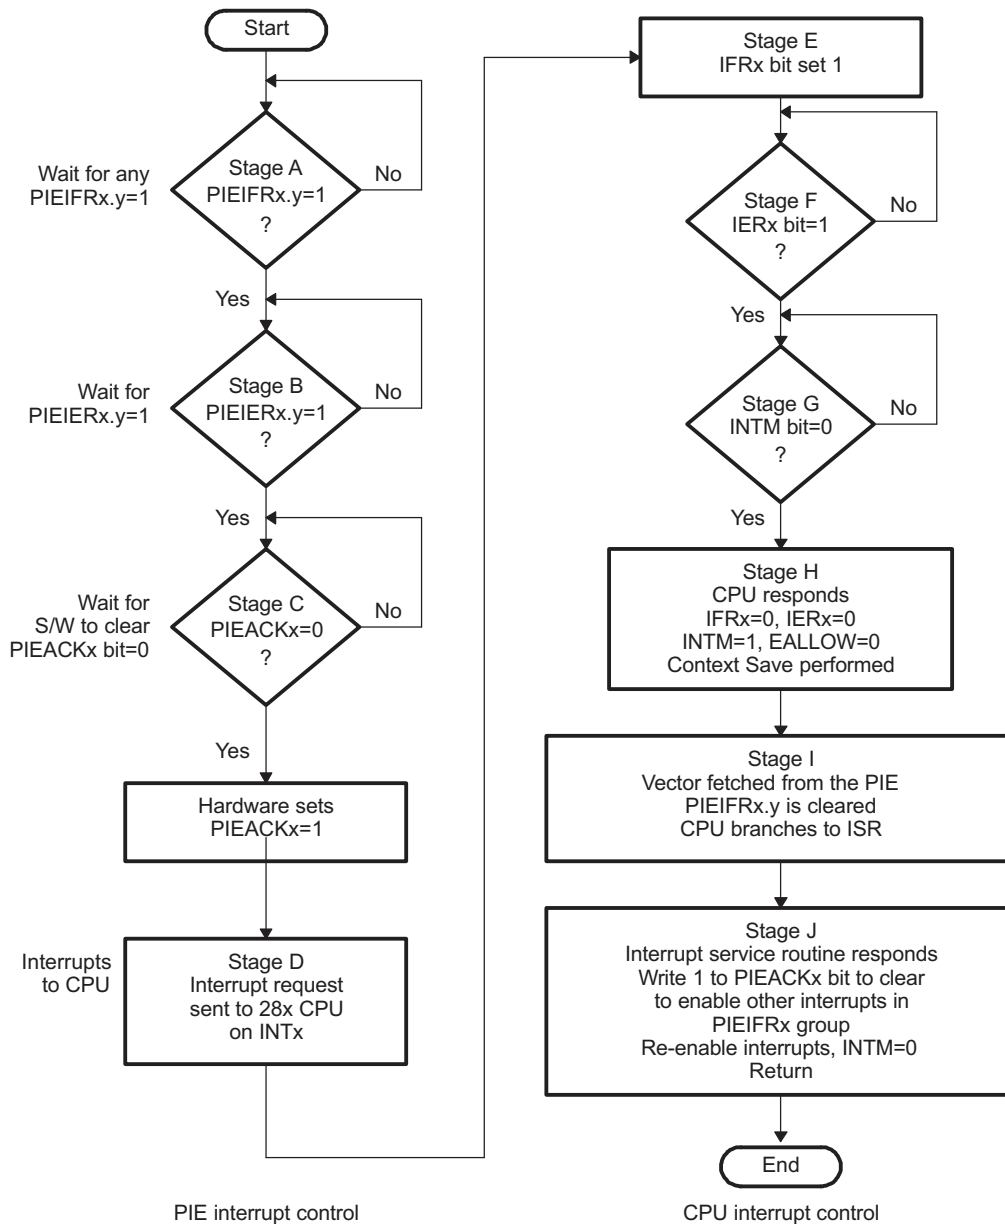 Start
Wait for any
PIEIFRx.y=1
Stage A
PIEIFRx.y=1
?
No
Yes
Wait for
PIEIERx.y=1
Stage B
PIEIERx.y=1
?
No
Yes
Wait for
S/W to clear
PIEACKx bit=0
Stage C
PIEACKx=0
?
No
Yes
Hardware sets
PIEACKx=1
Interrupts
to CPU
Stage D
Interrupt request
sent to 28x CPU
on INTx
PIE interrupt control
Stage E
IFRx bit set 1
Stage F
IERx bit=1
?
No
Yes
Stage G
INTM bit=0
?
No
Yes
Stage H
CPU responds
IFRx=0, IERx=0
INTM=1, EALLOW=0
Context Save performed
Stage I
Vector fetched from the PIE
PIEIFRx.y is cleared
CPU branches to ISR
Stage J
Interrupt service routine responds
Write 1 to PIEACKx bit to clear
to enable other interrupts in
PIEIFRx group
Re-enable interrupts, INTM=0
Return
End
CPU interrupt control